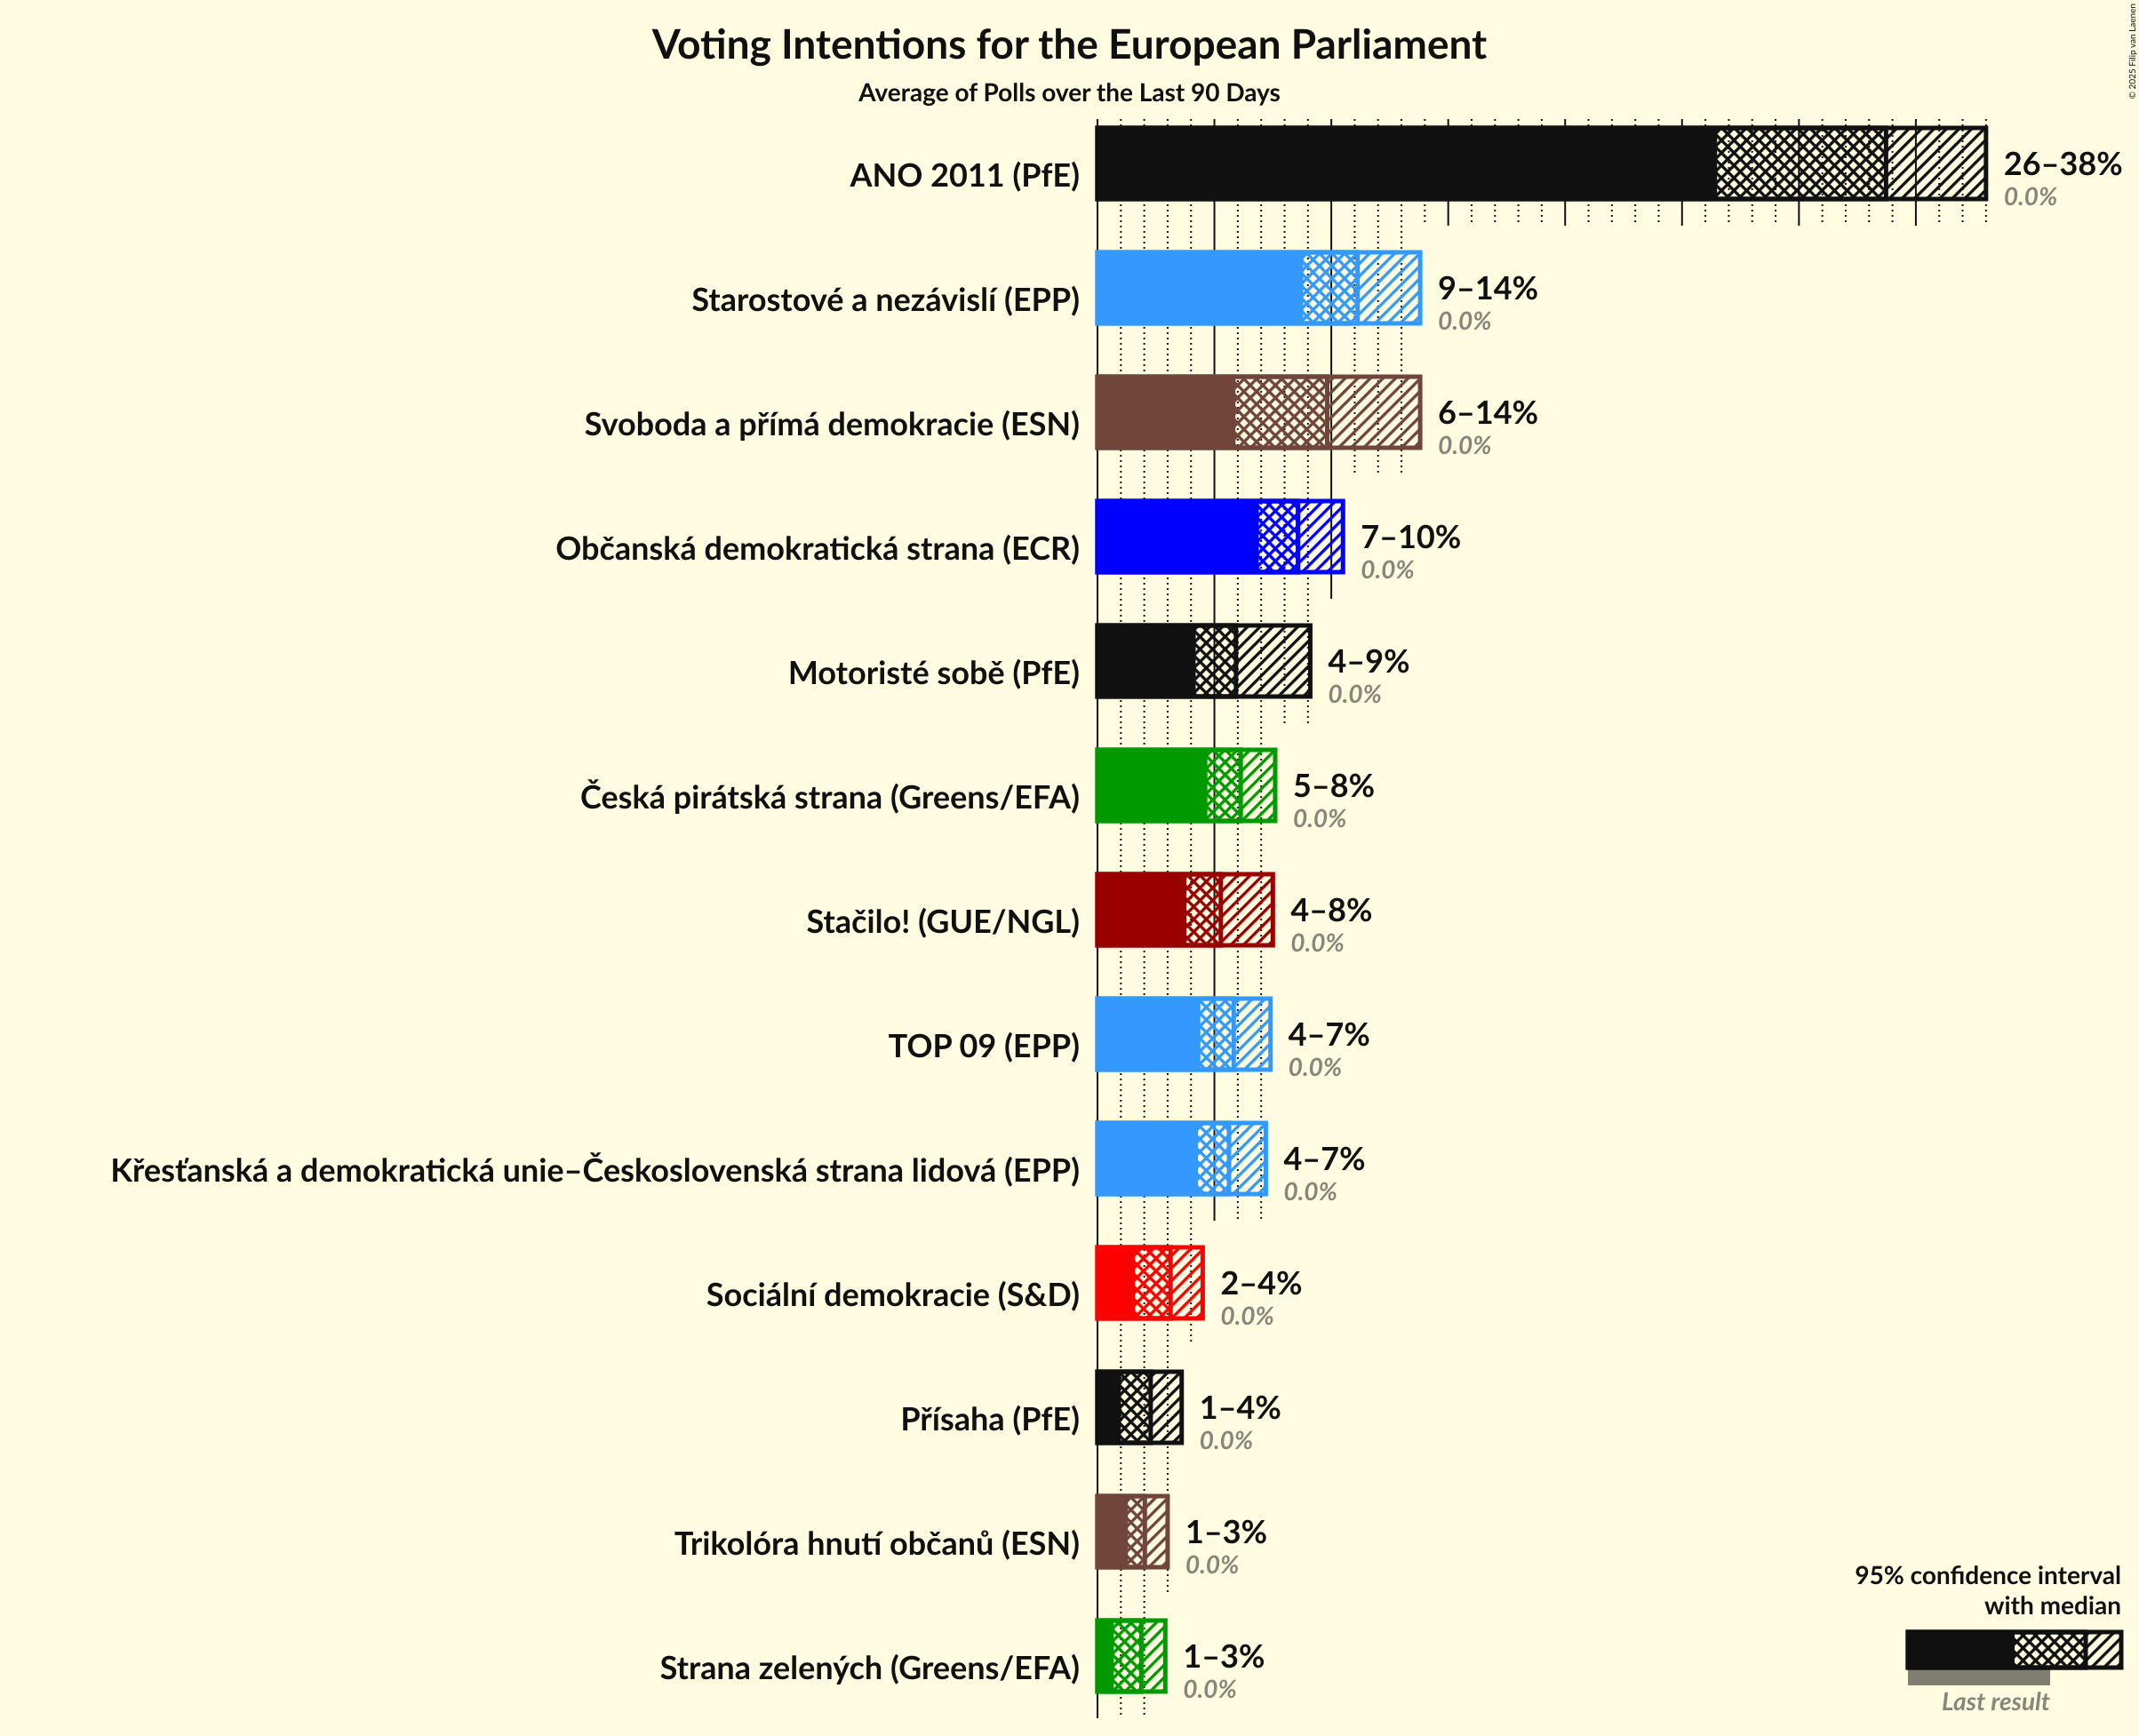 Voting Intentions for the European Parliament
Average of Polls over the Last 90 Days
© 2025 Filip van Laenen
ANO 2011 (PfE)
26–38%
0.0%
Starostové a nezávislí (EPP)
9–14%
0.0%
Svoboda a přímá demokracie (ESN)
6–14%
0.0%
Občanská demokratická strana (ECR)
7–10%
0.0%
Motoristé sobě (PfE)
4–9%
0.0%
Česká pirátská strana (Greens/EFA)
5–8%
0.0%
Stačilo! (GUE/NGL)
4–8%
0.0%
TOP 09 (EPP)
4–7%
0.0%
Křesťanská a demokratická unie–Československá strana lidová (EPP)
4–7%
0.0%
Sociální demokracie (S&D)
2–4%
0.0%
Přísaha (PfE)
1–4%
0.0%
Trikolóra hnutí občanů (ESN)
1–3%
0.0%
Strana zelených (Greens/EFA)
1–3%
0.0%
95% confidence interval
with median
Last result